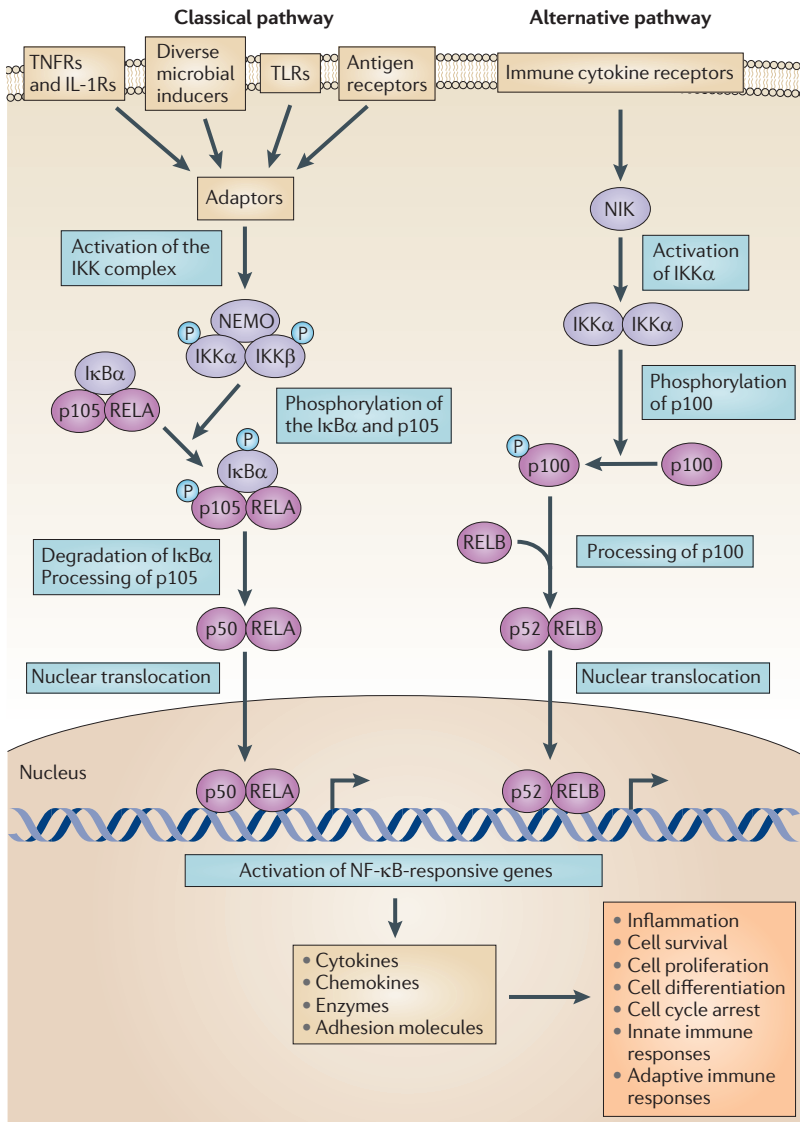 Classical pathway
Alternative pathway
TNFRs
and IL-1Rs
Diverse
microbial
inducers
TLRs
Antigen
receptors
Immune cytokine receptors
Adaptors
NIK
Activation of the
IKK complex
Activation
of IKKα
NEMO
P
P
IKKα
IKKβ
IKKα
IKKα
IκBα
p105
RELA
Phosphorylation of
the IκBα and p105
Phosphorylation
of p100
P
IκBα
P
p105
RELA
P
p100
p100
Degradation of IκBα
Processing of p105
RELB
Processing of p100
p50
RELA
p52
RELB
Nuclear translocation
Nuclear translocation
Nucleus
p50
RELA
p52
RELB
Activation of NF-κB-responsive genes
• Cytokines
• Chemokines
• Enzymes
• Adhesion molecules
• Inflammation
• Cell survival
• Cell proliferation
• Cell differentiation
• Cell cycle arrest
• Innate immune
responses
• Adaptive immune
responses